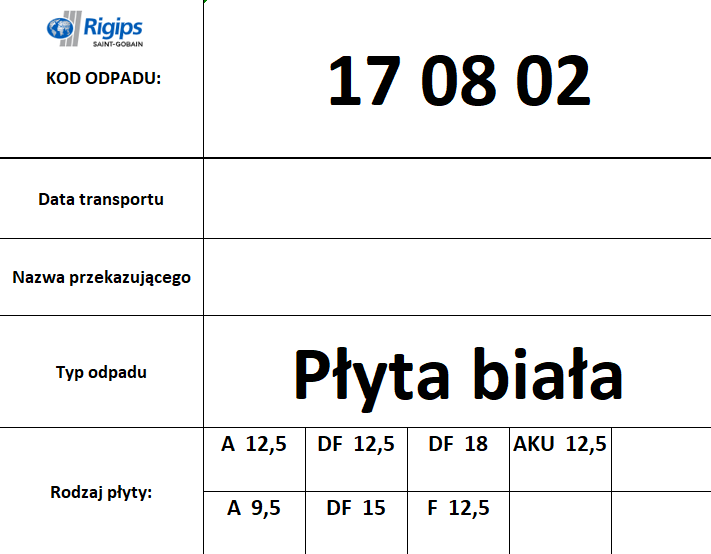 Rigips
SAINT-GOBAIN
KOD ODPADU:
17 08 02
Data transportu
Nazwa przekazującego
Typ odpadu
Płyta biała
Rodzaj płyty:
A 12,5 DF 12,5 DF 18 AKU 12,5
A 9,5 DF 15 F 12,5